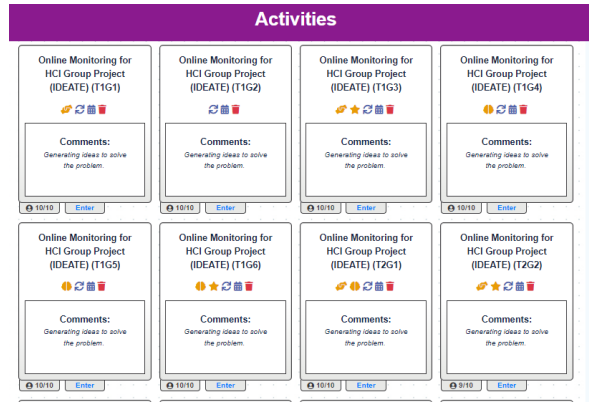 Activities
Online Monitoring for
HCI Group Project
(IDEATE) (T1G1)
Comments:
Generating ideas to solve
the problem.
10/10 Enter
Online Monitoring for
HCI Group Project
(IDEATE) (T1G2)
Comments:
Generating ideas to solve
the problem.
10/10 Enter
Online Monitoring for
HCI Group Project
(IDEATE) (T1G3)
Comments:
Generating ideas to solve
the problem.
10/10 Enter
Online Monitoring for
HCI Group Project
(IDEATE) (T1G4)
Comments:
Generating ideas to solve
the problem.
10/10 Enter
Online Monitoring for
HCI Group Project
(IDEATE) (T1G5)
Comments:
Generating ideas to solve
the problem.
10/10 Enter
Online Monitoring for
HCI Group Project
(IDEATE) (T1G6)
Comments:
Generating ideas to solve
the problem.
10/10 Enter
Online Monitoring for
HCI Group Project
(IDEATE) (T2G1)
Comments:
Generating ideas to solve
the problem.
10/10 Enter
Online Monitoring for
HCI Group Project
(IDEATE) (T2G2)
Comments:
Generating ideas to solve
the problem.
9/10 Enter